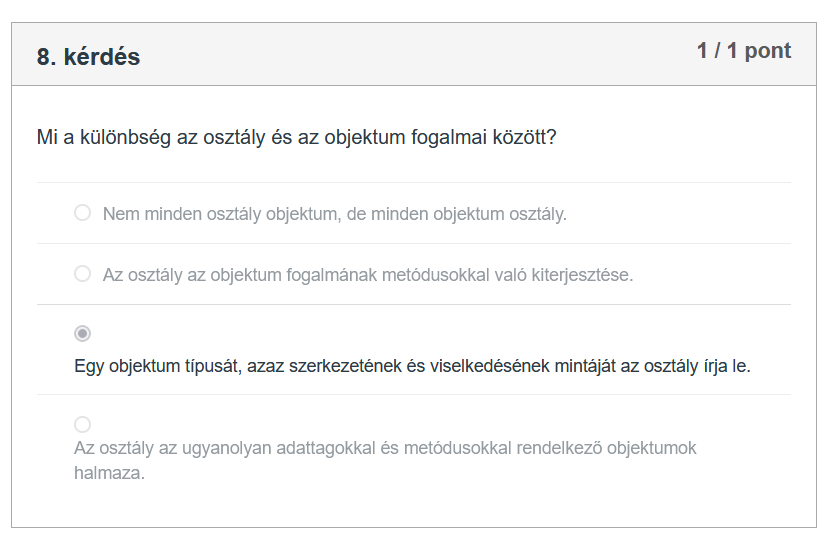 8. kérdés
1 / 1 pont
Mi a különbség az osztály és az objektum fogalmai között?
Nem minden osztály objektum, de minden objektum osztály.
Az osztály az objektum fogalmának metódusokkal való kiterjesztése.
Egy objektum típusát, azaz szerkezetének és viselkedésének mintáját az osztály írja le.
Az osztály az ugyanolyan adattagokkal és metódusokkal rendelkező objektumok
halmaza.